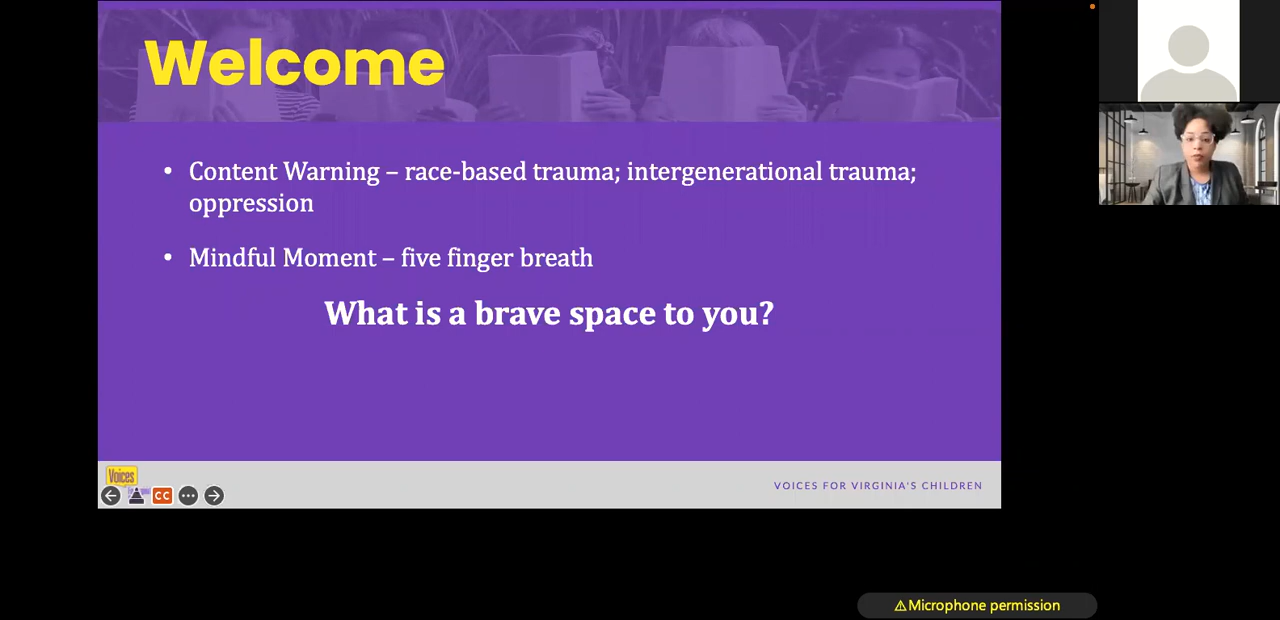 Welcome
• Content Warning – race-based trauma; intergenerational trauma;
oppression
• Mindful Moment – five finger breath
What is a brave space to you?
Voices
CC
VOICES FOR VIRGINIA'S CHILDREN
⚠Microphone permission